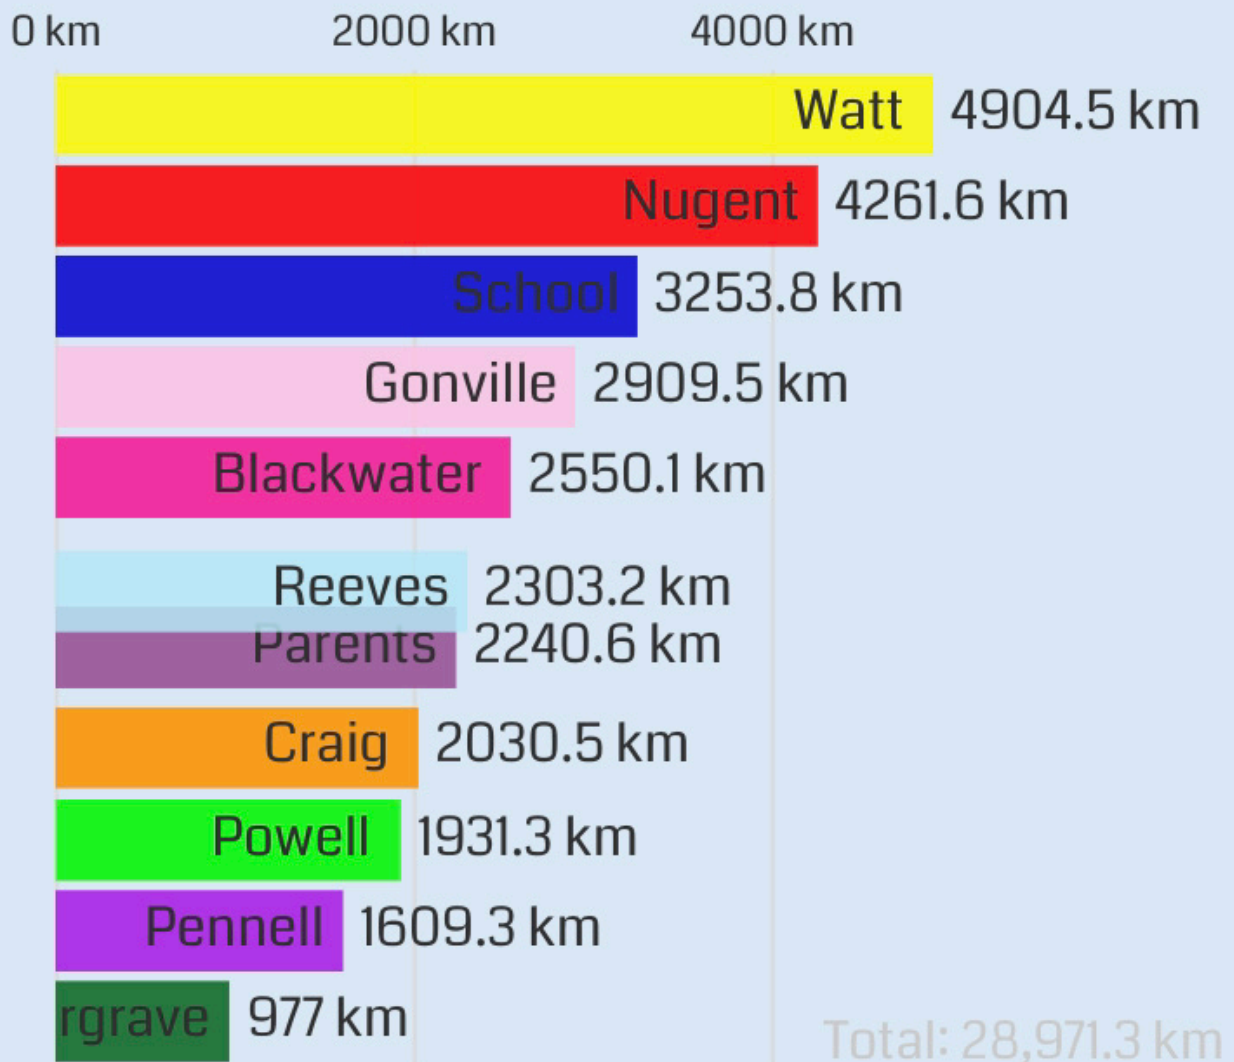 0 km 2000 km 4000 km
Watt 4904.5 km
Nugent 4261.6 km
School 3253.8 km
Gonville 2909.5 km
Blackwater 2550.1 km
Reeves 2303.2 km
Parents 2240.6 km
Craig 2030.5 km
Powell 1931.3 km
Pennell 1609.3 km
rgrave 977 km
Total: 28,971.3 km